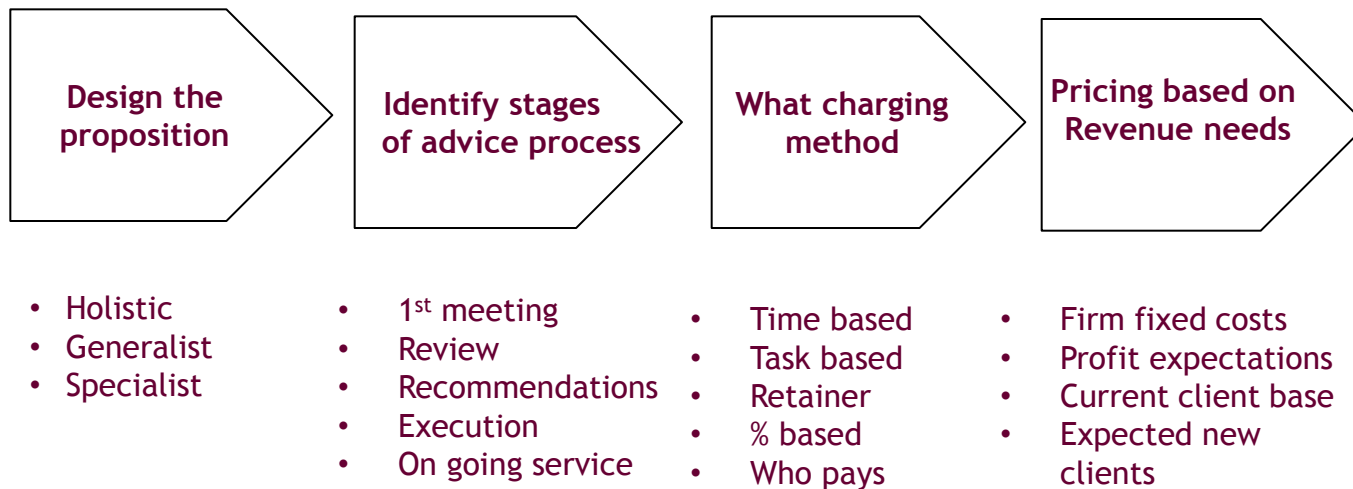 Design the
proposition
Identify stages
of advice process
What charging
method
Pricing based on
Revenue needs
• Holistic
• Generalist
• Specialist
• 1st meeting
• Review
• Recommendations
• Execution
• On going service
• Time based
• Task based
• Retainer
• % based
• Who pays
• Firm fixed costs
• Profit expectations
• Current client base
• Expected new
clients